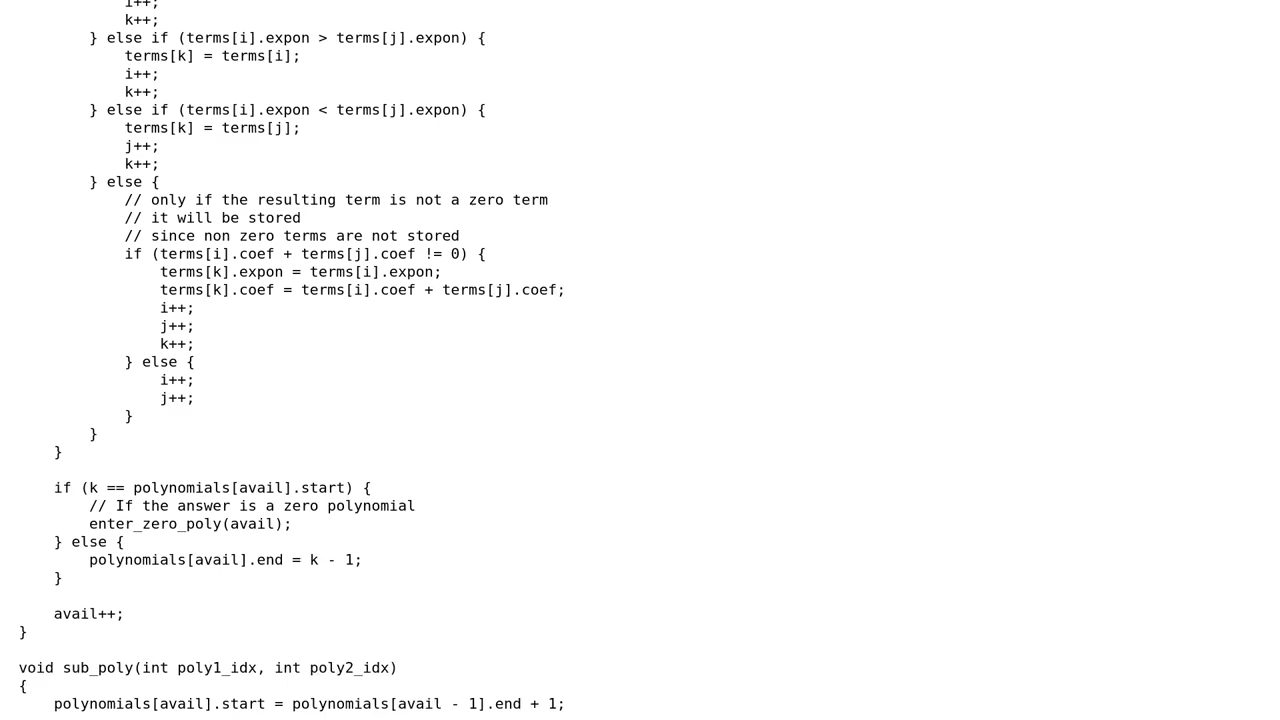 i++;
k++;
} else if (terms[i].expon > terms[j].expon) {
terms[k] = terms[i];
i++;
k++;
} else if (terms[i].expon < terms[j].expon) {
terms[k] = terms[j];
j++;
k++;
} else {
// only if the resulting term is not a zero term
// it will be stored
// since non zero terms are not stored
if (terms[i].coef + terms[j].coef != 0) {
terms[k].expon = terms[i].expon;
terms[k].coef = terms[i].coef + terms[j].coef;
i++;
j++;
k++;
} else {
i++;
j++;
}
}
}
if (k == polynomials[avail].start) {
// If the answer is a zero polynomial
enter_zero_poly(avail);
} else {
polynomials[avail].end = k - 1;
}
avail++;
}
void sub_poly(int poly1_idx, int poly2_idx)
{
polynomials[avail].start = polynomials[avail - 1].end + 1;